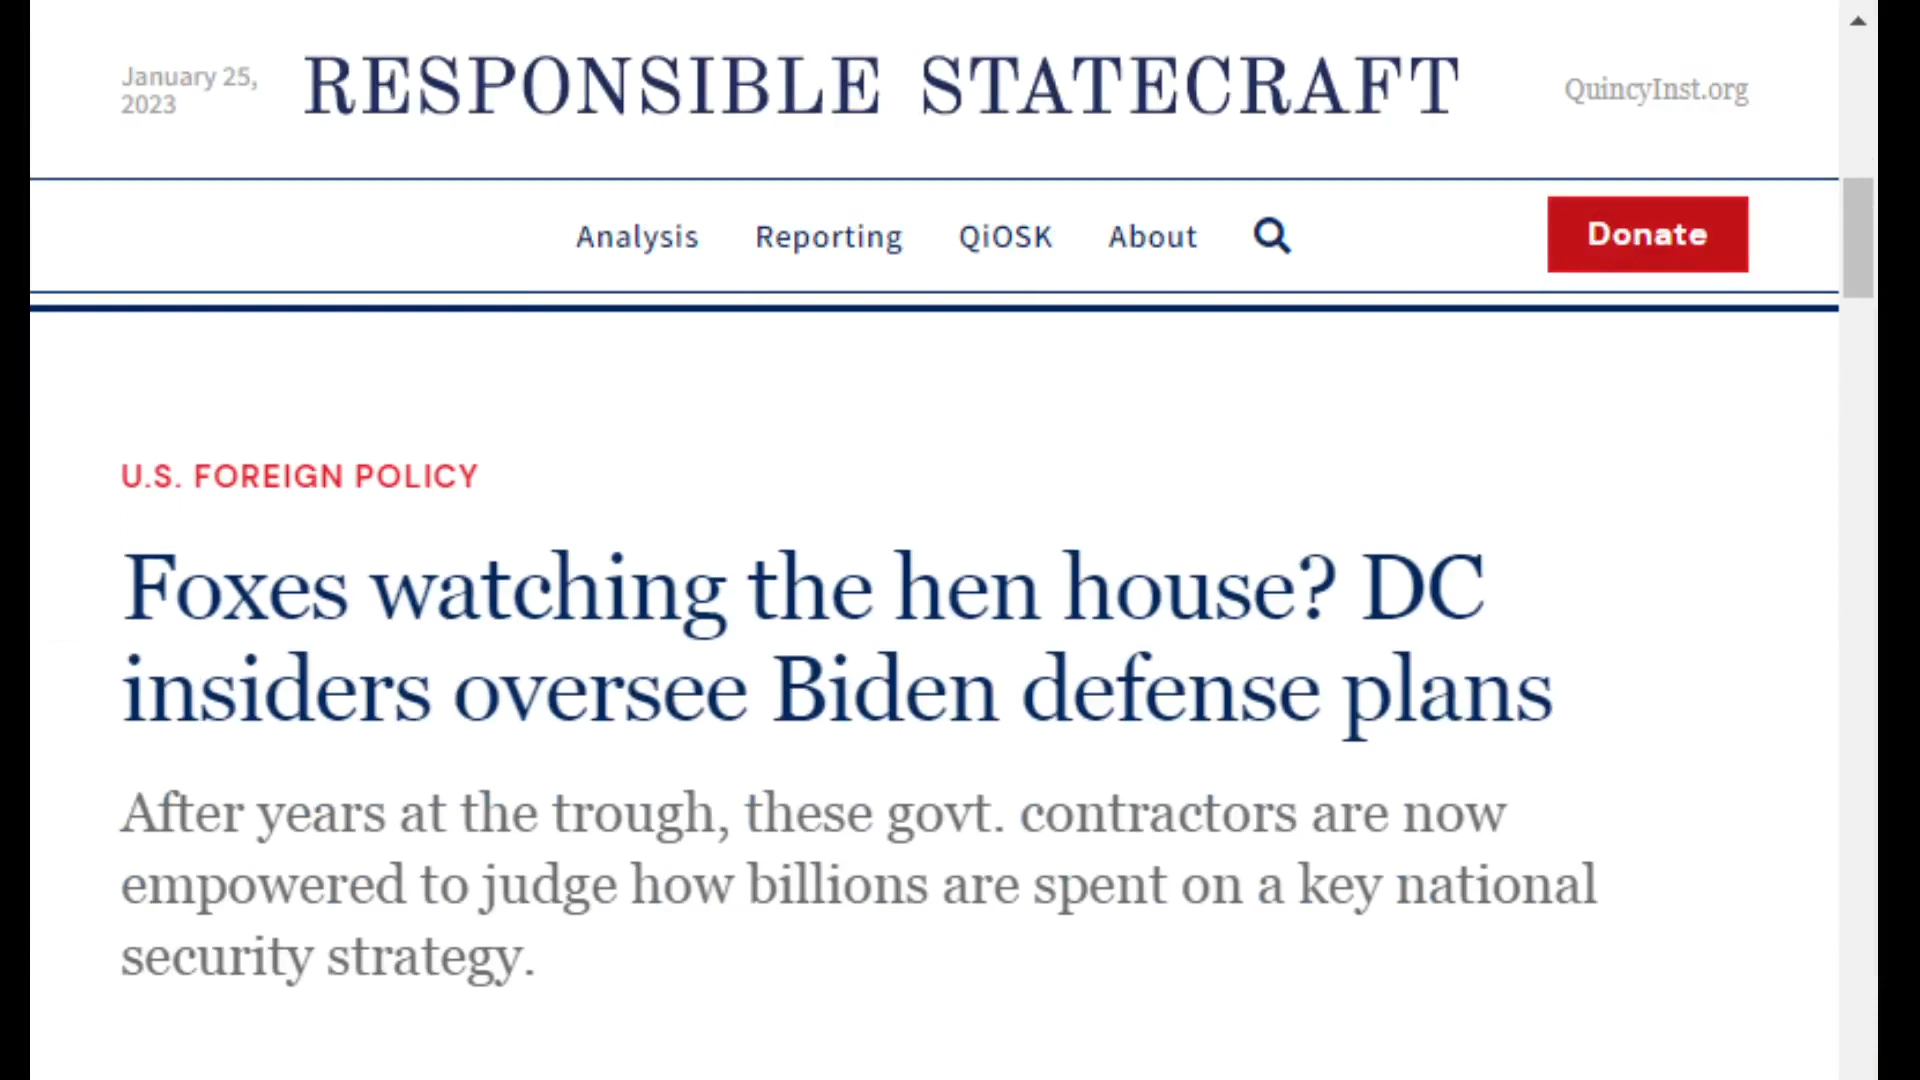 January 25,
2023
RESPONSIBLE STATECRAFT
QuincyInst.org
Analysis Reporting QiOSK About
Donate
U.S. FOREIGN POLICY
Foxes watching the hen house? DC
insiders oversee Biden defense plans
After years at the trough, these govt. contractors are now
empowered to judge how billions are spent on a key national
security strategy.